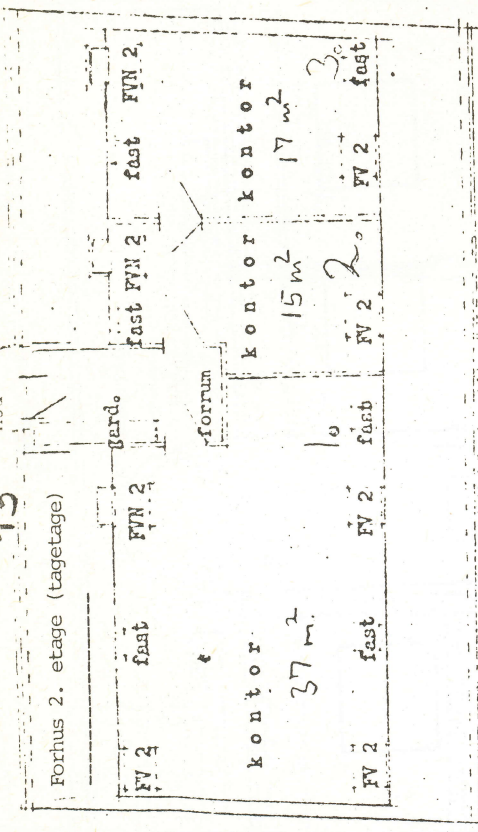 Forhus 2. etage (tagetage)
FV 2
fast
FVN 2
gard.
fast FVN 2
fast FVN 2
forrum
kontor
37 m²
kontor
15 m²
kontor
17 m²
1.
2.
3.
FV 2
fast
FV 2
fast
FV 2
FV 2
fast